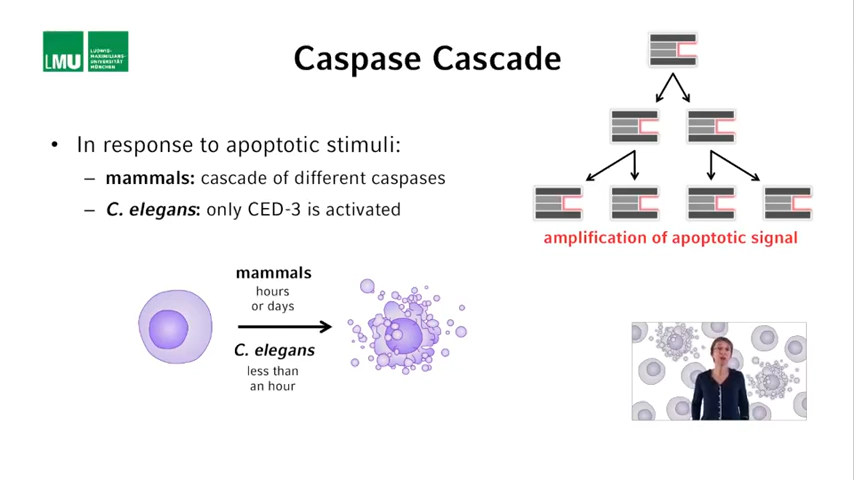 LMU
LUDWIG-
MAXIMILIANS-
UNIVERSITÄT
MÜNCHEN
Caspase Cascade
• In response to apoptotic stimuli:
– mammals: cascade of different caspases
– C. elegans: only CED-3 is activated
amplification of apoptotic signal
mammals
hours
or days
C. elegans
less than
an hour